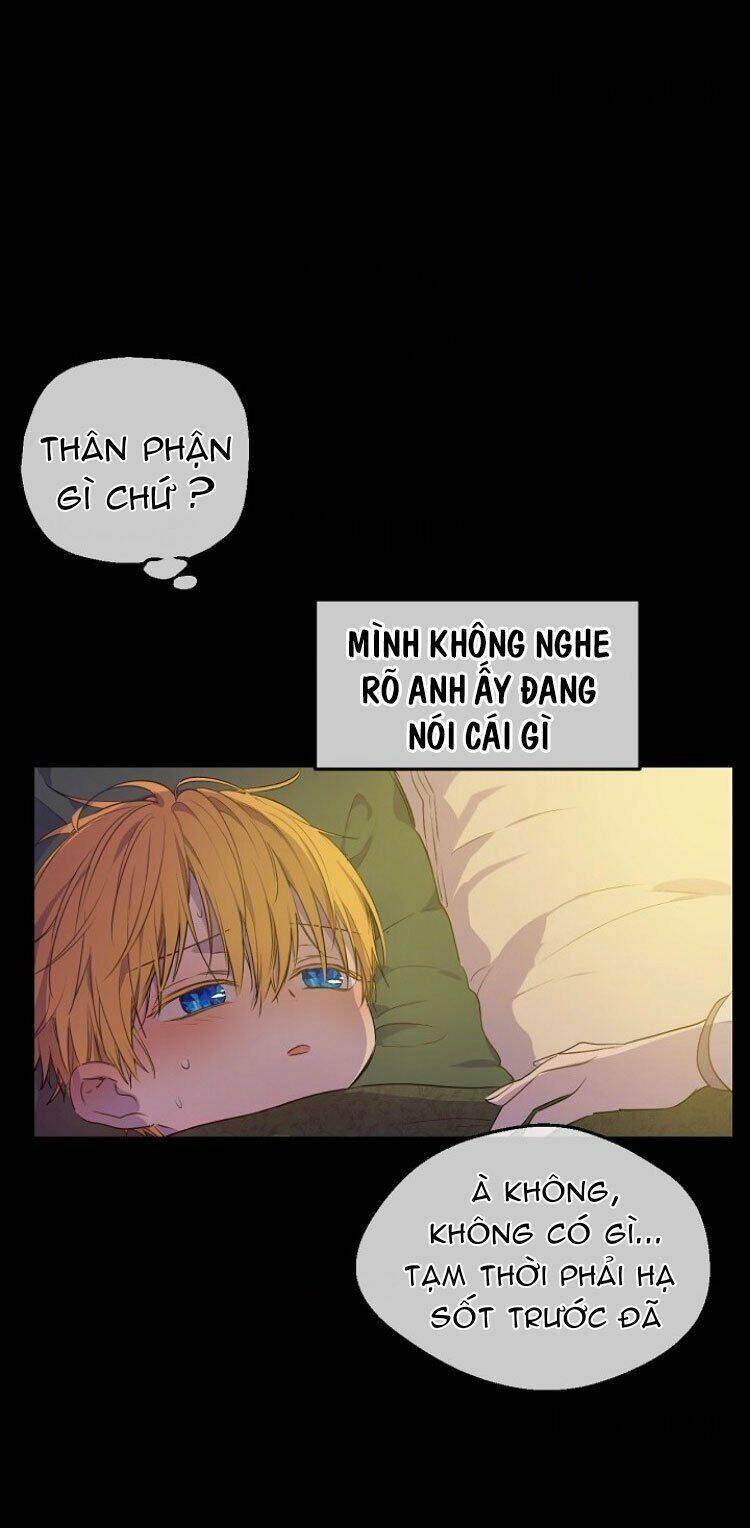 THÂN PHẬN
GÌ CHỨ ?
MÌNH KHÔNG NGHE
RÕ ANH ẤY ĐANG
NÓI CÁI GÌ
À KHÔNG,
KHÔNG CÓ GÌ...
TẠM THỜI PHẢI HẠ
SỐT TRƯỚC ĐÃ